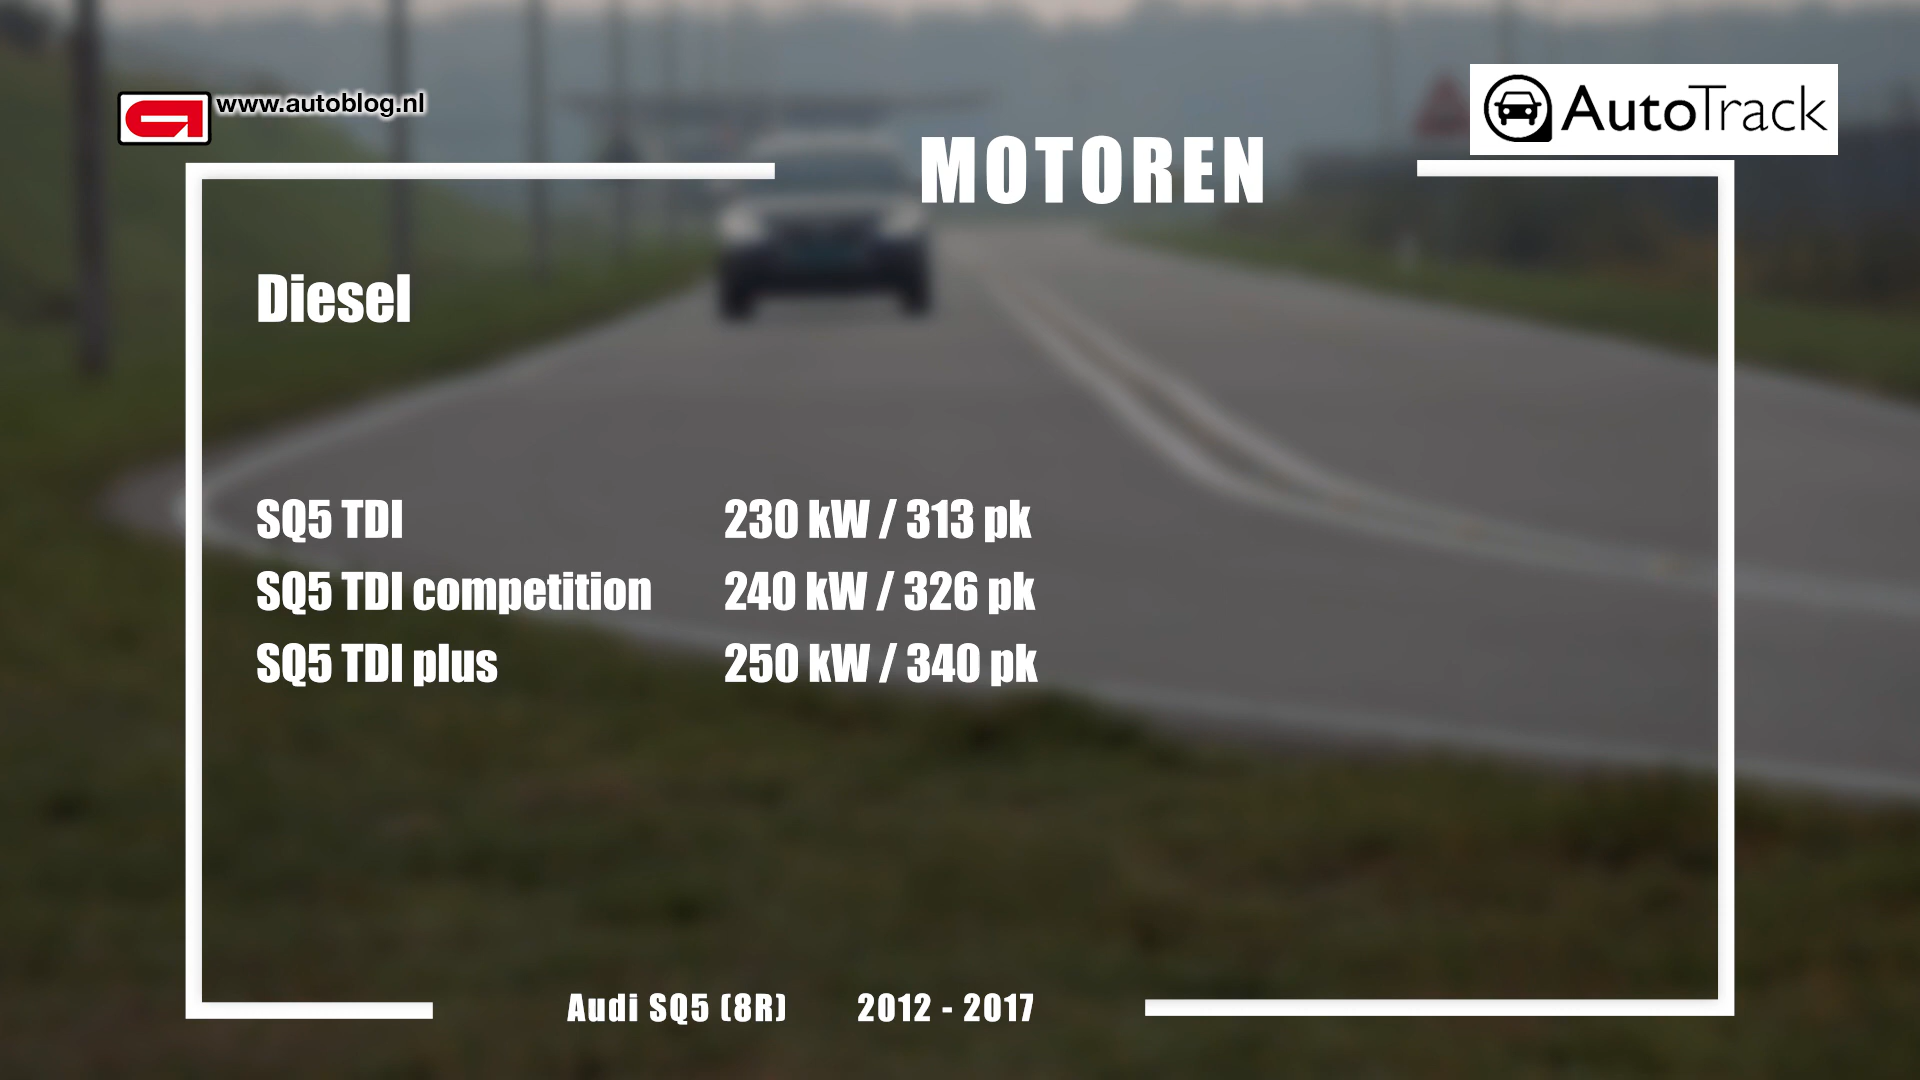 www.autoblog.nl
AutoTrack
MOTOREN
Diesel
SQ5 TDI 230 kW / 313 pk
SQ5 TDI competition 240 kW / 326 pk
SQ5 TDI plus 250 kW / 340 pk
Audi SQ5 (8R) 2012 - 2017